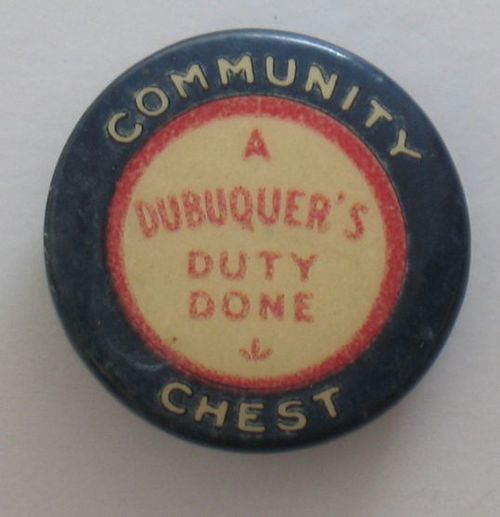 COMMUNITY
A
DUBUQUER'S
DUTY
DONE
CHEST